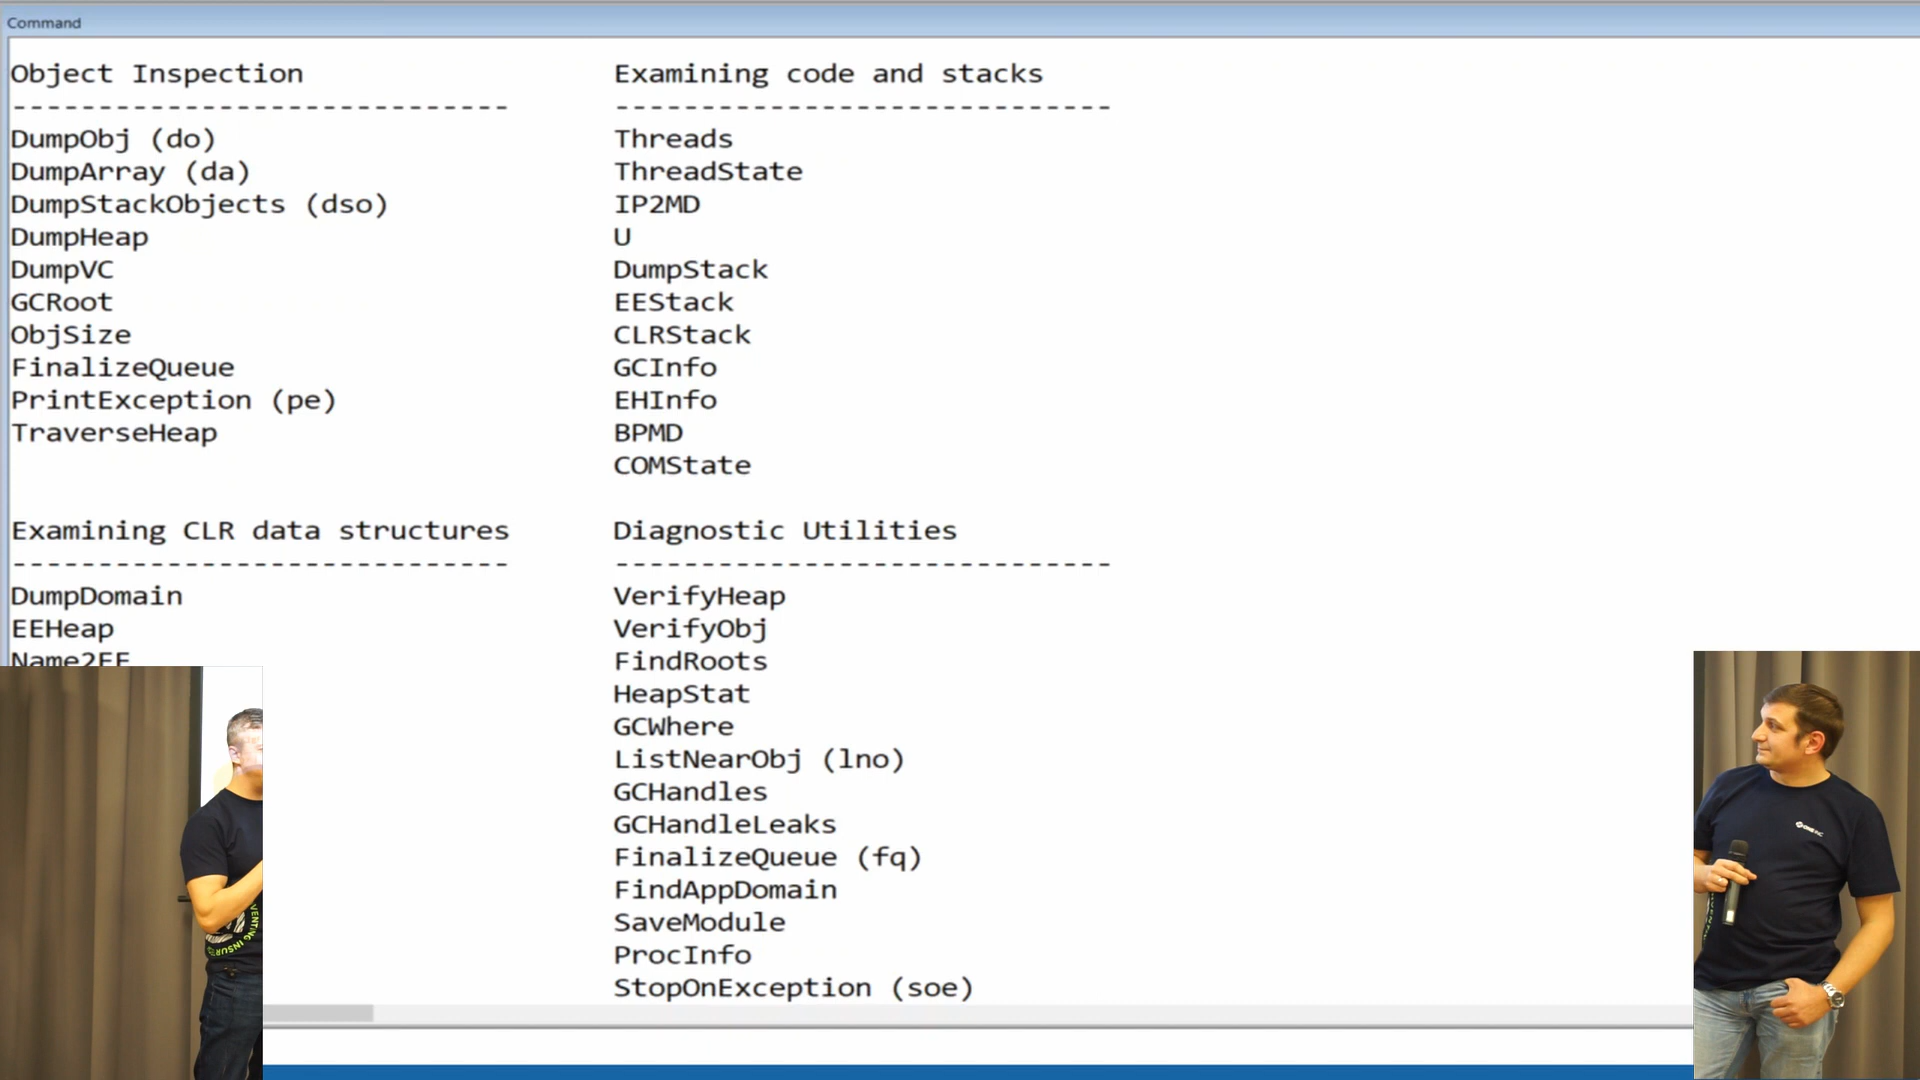 Command
Object Inspection
-----------------------------
DumpObj (do)
DumpArray (da)
DumpStackObjects (dso)
DumpHeap
DumpVC
GCRoot
ObjSize
FinalizeQueue
PrintException (pe)
TraverseHeap
Examining code and stacks
-----------------------------
Threads
ThreadState
IP2MD
U
DumpStack
EEStack
CLRStack
GCInfo
EHInfo
BPMD
COMState
Examining CLR data structures
-----------------------------
DumpDomain
EEHeap
Name2EE
Diagnostic Utilities
-----------------------------
VerifyHeap
VerifyObj
FindRoots
HeapStat
GCWhere
ListNearObj (lno)
GCHandles
GCHandleLeaks
FinalizeQueue (fq)
FindAppDomain
SaveModule
ProcInfo
StopOnException (soe)